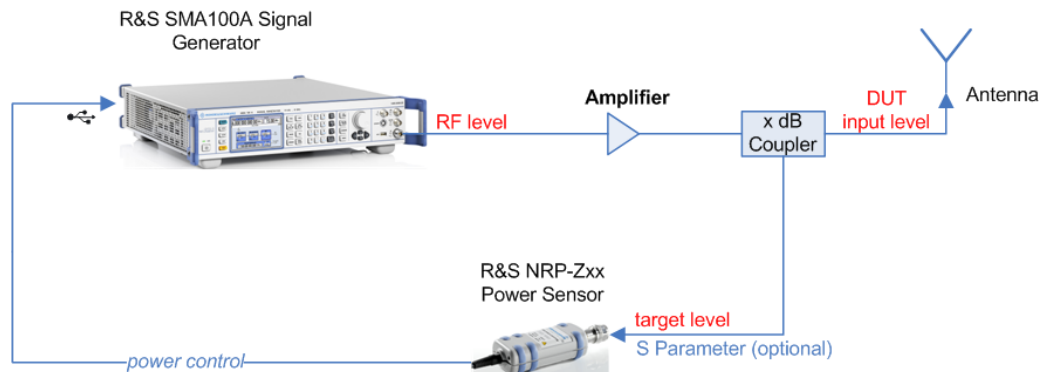 R&S SMA100A Signal
Generator
RF level
Amplifier
x dB
Coupler
DUT
input level
Antenna
R&S NRP-Zxx
Power Sensor
target level
S Parameter (optional)
power control